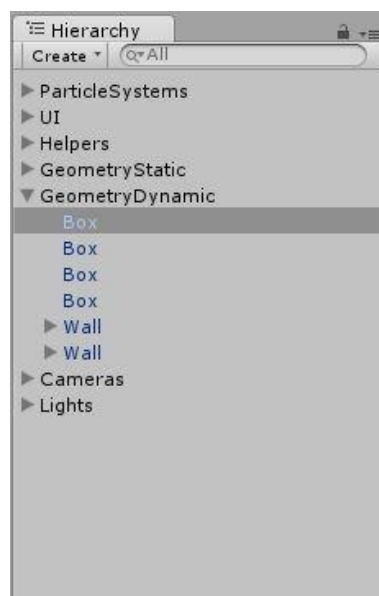 Hierarchy
Create All
ParticleSystems
UI
Helpers
GeometryStatic
GeometryDynamic
Box
Box
Box
Box
Wall
Wall
Cameras
Lights